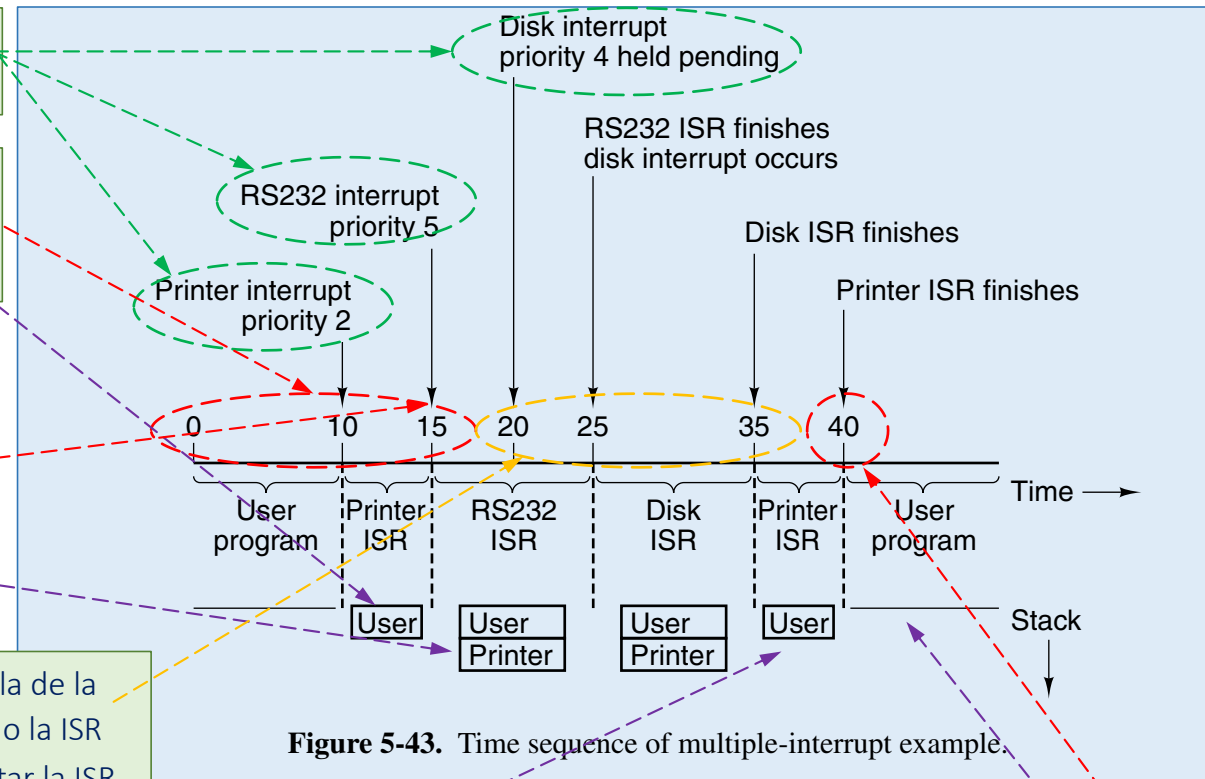 Disk interrupt
priority 4 held pending
RS232 ISR finishes
disk interrupt occurs
RS232 interrupt
priority 5
Disk ISR finishes
Printer interrupt
priority 2
Printer ISR finishes
0 10 15 20 25 35 40
User
program
Printer
ISR
RS232
ISR
Disk
ISR
Printer
ISR
User
program
Time
User
User
Printer
User
Printer
User
Stack
la de la
o la ISR
tar la ISR
Figure 5-43. Time sequence of multiple-interrupt example.